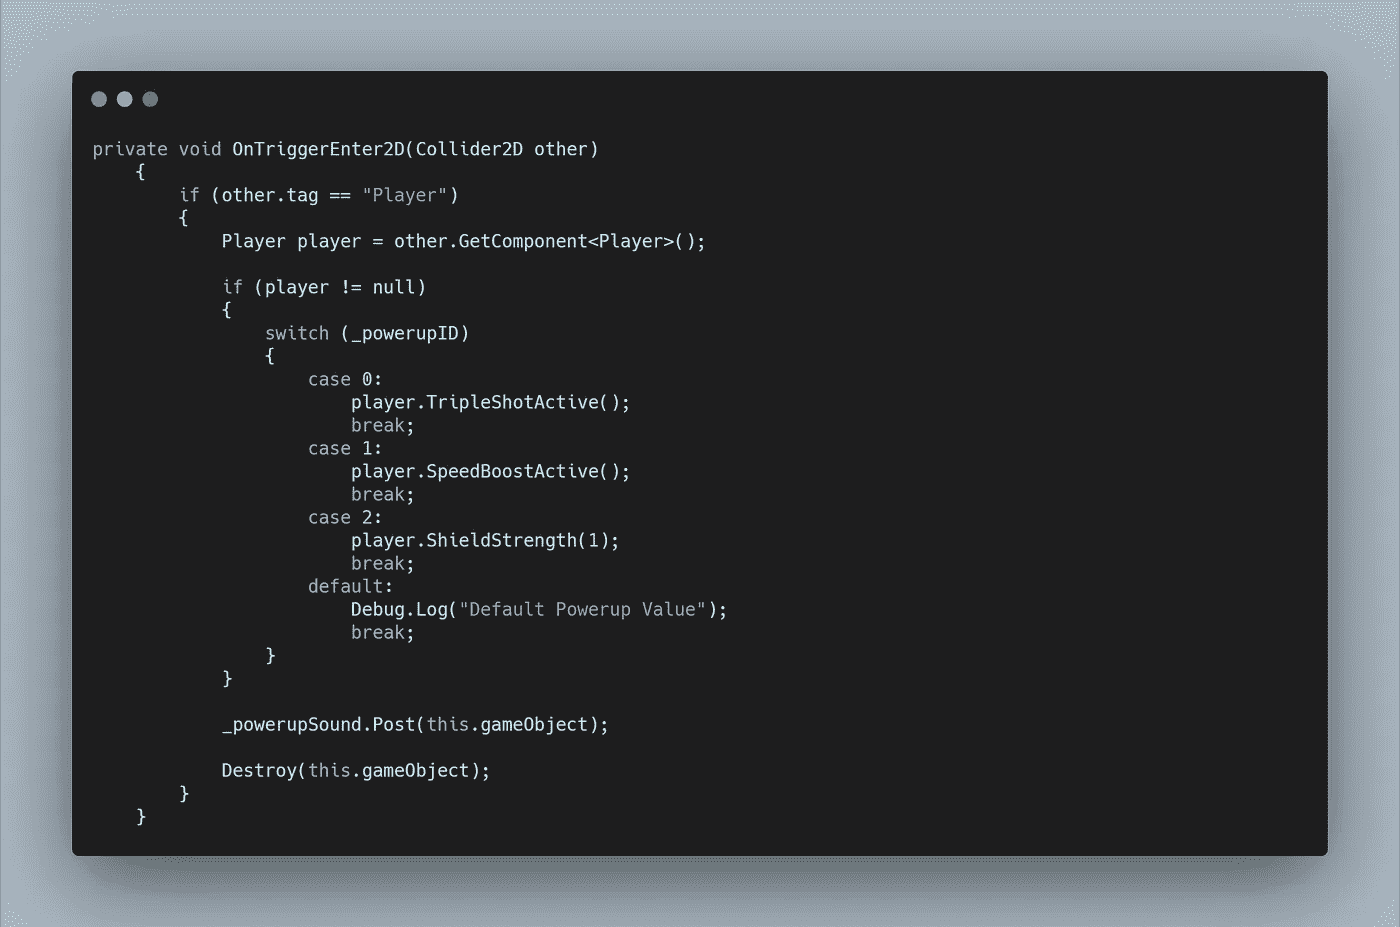 private void OnTriggerEnter2D(Collider2D other)
    {
        if (other.tag == "Player")
        {
            Player player = other.GetComponent<Player>();

            if (player != null)
            {
                switch (_powerupID)
                {
                    case 0:
                        player.TripleShotActive();
                        break;
                    case 1:
                        player.SpeedBoostActive();
                        break;
                    case 2:
                        player.ShieldStrength(1);
                        break;
                    default:
                        Debug.Log("Default Powerup Value");
                        break;
                }
            }

            _powerupSound.Post(this.gameObject);

            Destroy(this.gameObject);
        }
    }